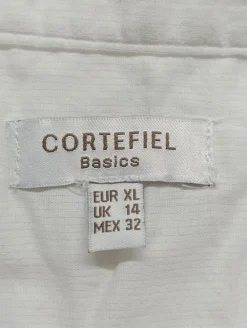 CORTEFIEL
Basics
EUR XL
UK 14
MEX 32